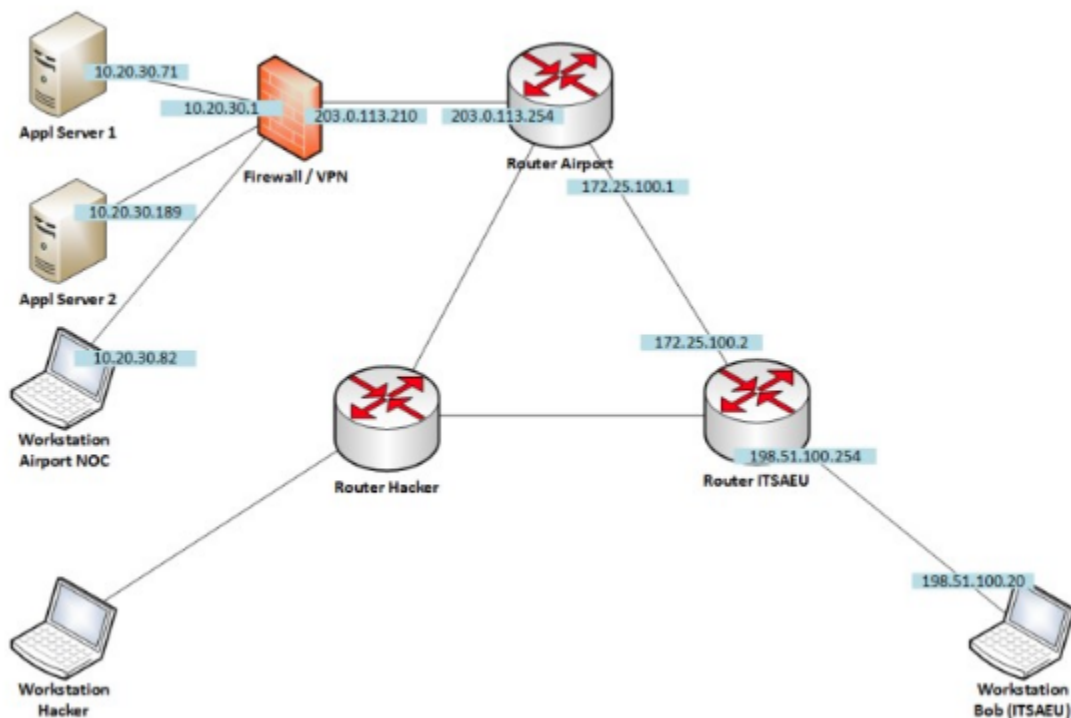 10.20.30.71
10.20.30.1
203.0.113.210
203.0.113.254
Appl Server 1
Firewall / VPN
Router Airport
172.25.100.1
10.20.30.189
Appl Server 2
172.25.100.2
10.20.30.82
Workstation
Airport NOC
Router Hacker
198.51.100.254
Router ITSAEU
198.51.100.20
Workstation
Hacker
Workstation
Bob (ITSAEU)